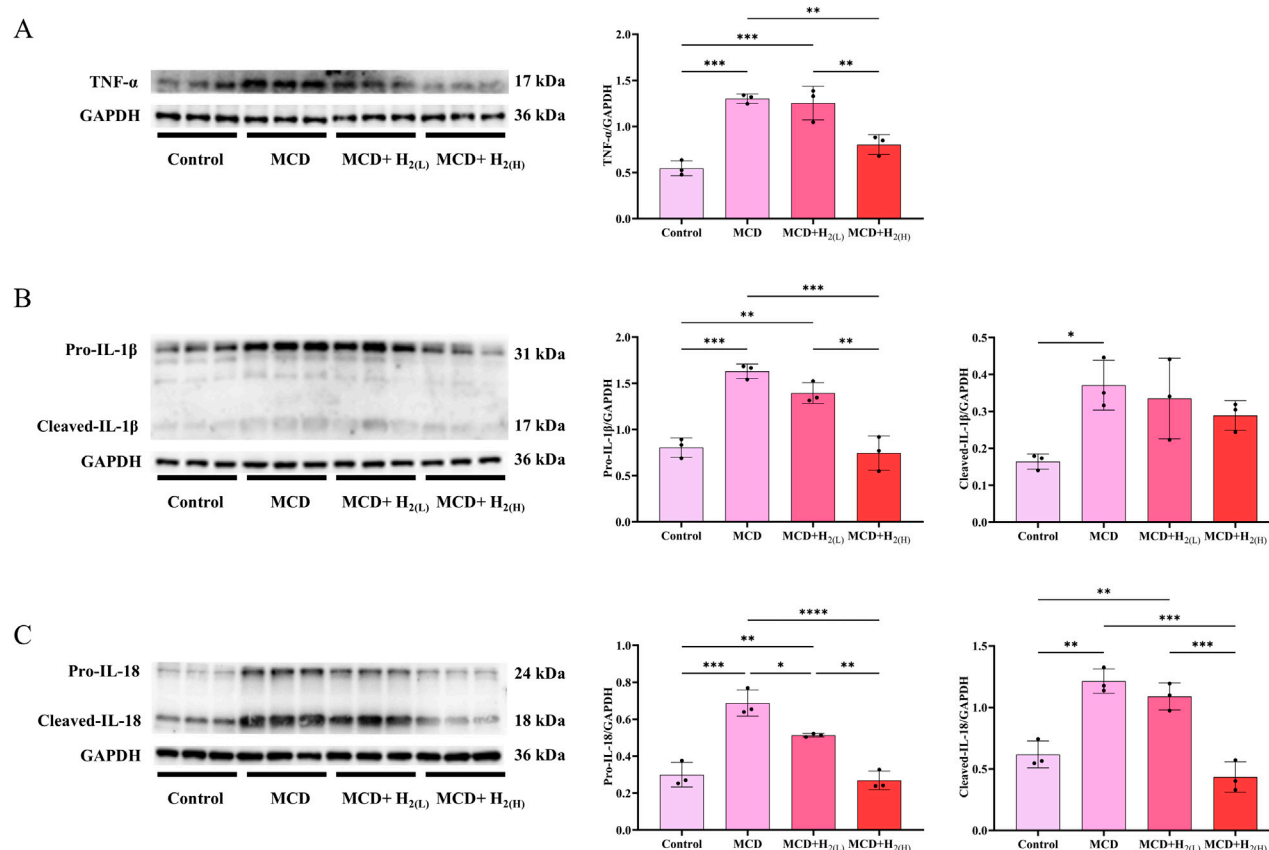 A
TNF-α
17 kDa
GAPDH
36 kDa
Control MCD MCD+ H2(L) MCD+ H2(H)
**
***
*** **
TNF-α/GAPDH
2.0
1.5
1.0
0.5
0.0
Control MCD MCD+H2(L) MCD+H2(H)
B
Pro-IL-1β
31 kDa
Cleaved-IL-1β
17 kDa
GAPDH
36 kDa
Control MCD MCD+ H2(L) MCD+ H2(H)
***
**
*** **
Pro-IL-1β/GAPDH
2.0
1.5
1.0
0.5
0.0
Control MCD MCD+H2(L) MCD+H2(H)
*
Cleaved-IL-1β/GAPDH
0.5
0.4
0.3
0.2
0.1
0.0
Control MCD MCD+H2(L) MCD+H2(H)
C
Pro-IL-18
24 kDa
Cleaved-IL-18
18 kDa
GAPDH
36 kDa
Control MCD MCD+ H2(L) MCD+ H2(H)
****
**
*** * **
Pro-IL-18/GAPDH
1.0
0.8
0.6
0.4
0.2
0.0
Control MCD MCD+H2(L) MCD+H2(H)
**
***
** ***
Cleaved-IL-18/GAPDH
1.5
1.0
0.5
0.0
Control MCD MCD+H2(L) MCD+H2(H)